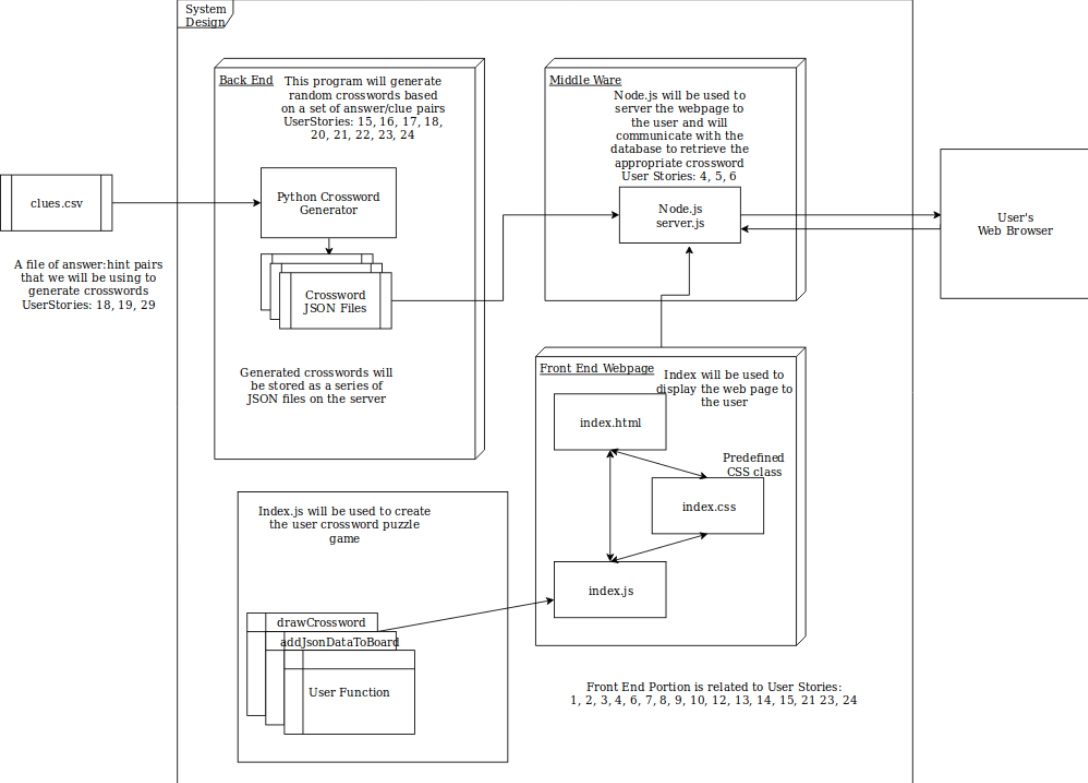 System
Design
Back End
This program will generate
random crosswords based
on a set of answer/clue pairs
UserStories: 15, 16, 17, 18,
20, 21, 22, 23, 24
Middle Ware
Node.js will be used to
server the webpage to
the user and will
communicate with the
database to retrieve the
appropriate crossword
User Stories: 4, 5, 6
clues.csv
Python Crossword
Generator
Node.js
server.js
User's
Web Browser
A file of answer:hint pairs
that we will be using to
generate crosswords
UserStories: 18, 19, 29
Crossword
JSON Files
Generated crosswords will
be stored as a series of
JSON files on the server
Front End Webpage
Index will be used to
display the web page to
the user
index.html
Predefined
CSS class
index.css
index.js
Index.js will be used to create
the user crossword puzzle
game
drawCrossword
addJsonDataToBoard
User Function
Front End Portion is related to User Stories:
1, 2, 3, 4, 6, 7, 8, 9, 10, 12, 13, 14, 15, 21 23, 24